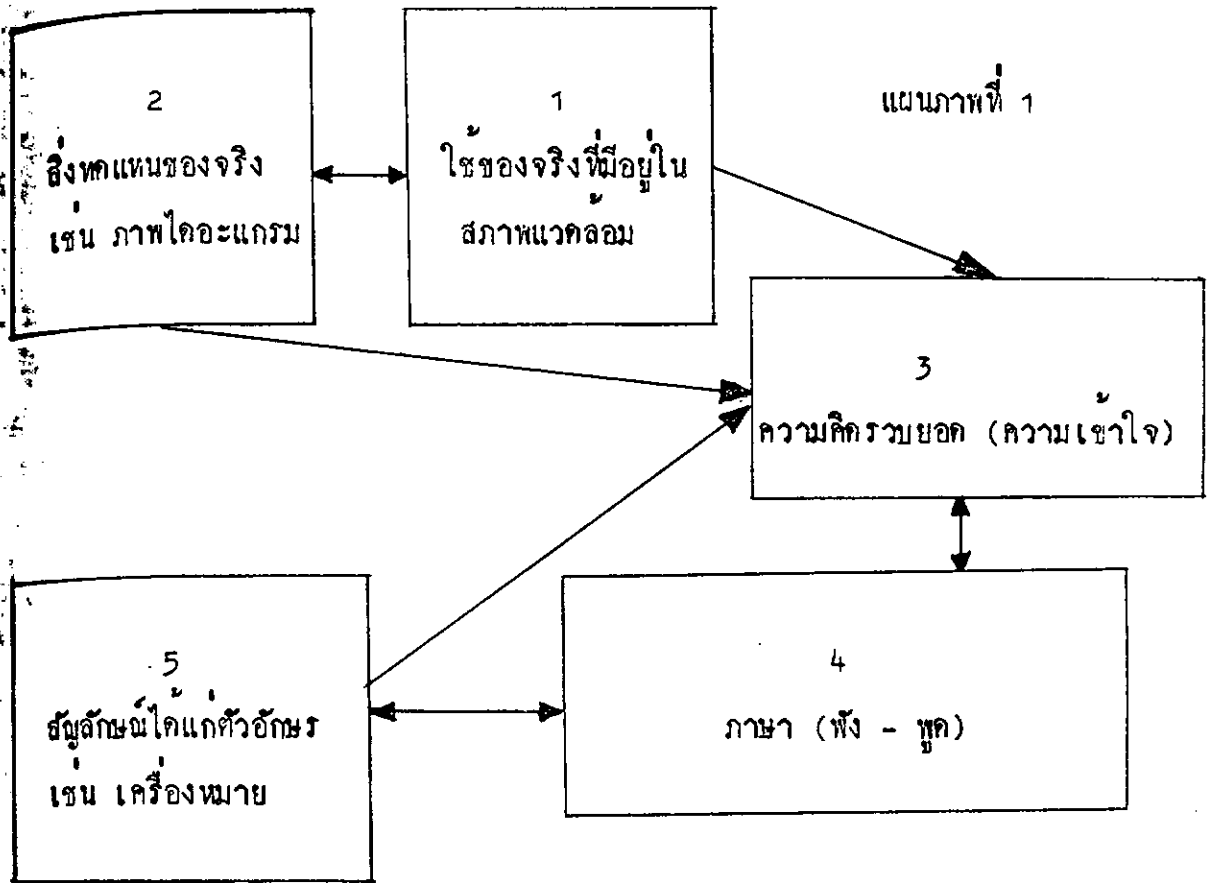 2
สิ่งทดแทนของจริง
เช่น ภาพไดอะแกรม
1
ใช้ของจริงที่มีอยู่ใน
สภาพแวดล้อม
แผนภาพที่ 1
3
ความคิดรวบยอด (ความเข้าใจ)
5
สัญลักษณ์ได้แก่ตัวอักษร
เช่น เครื่องหมาย
4
ภาษา (ฟัง - พูด)